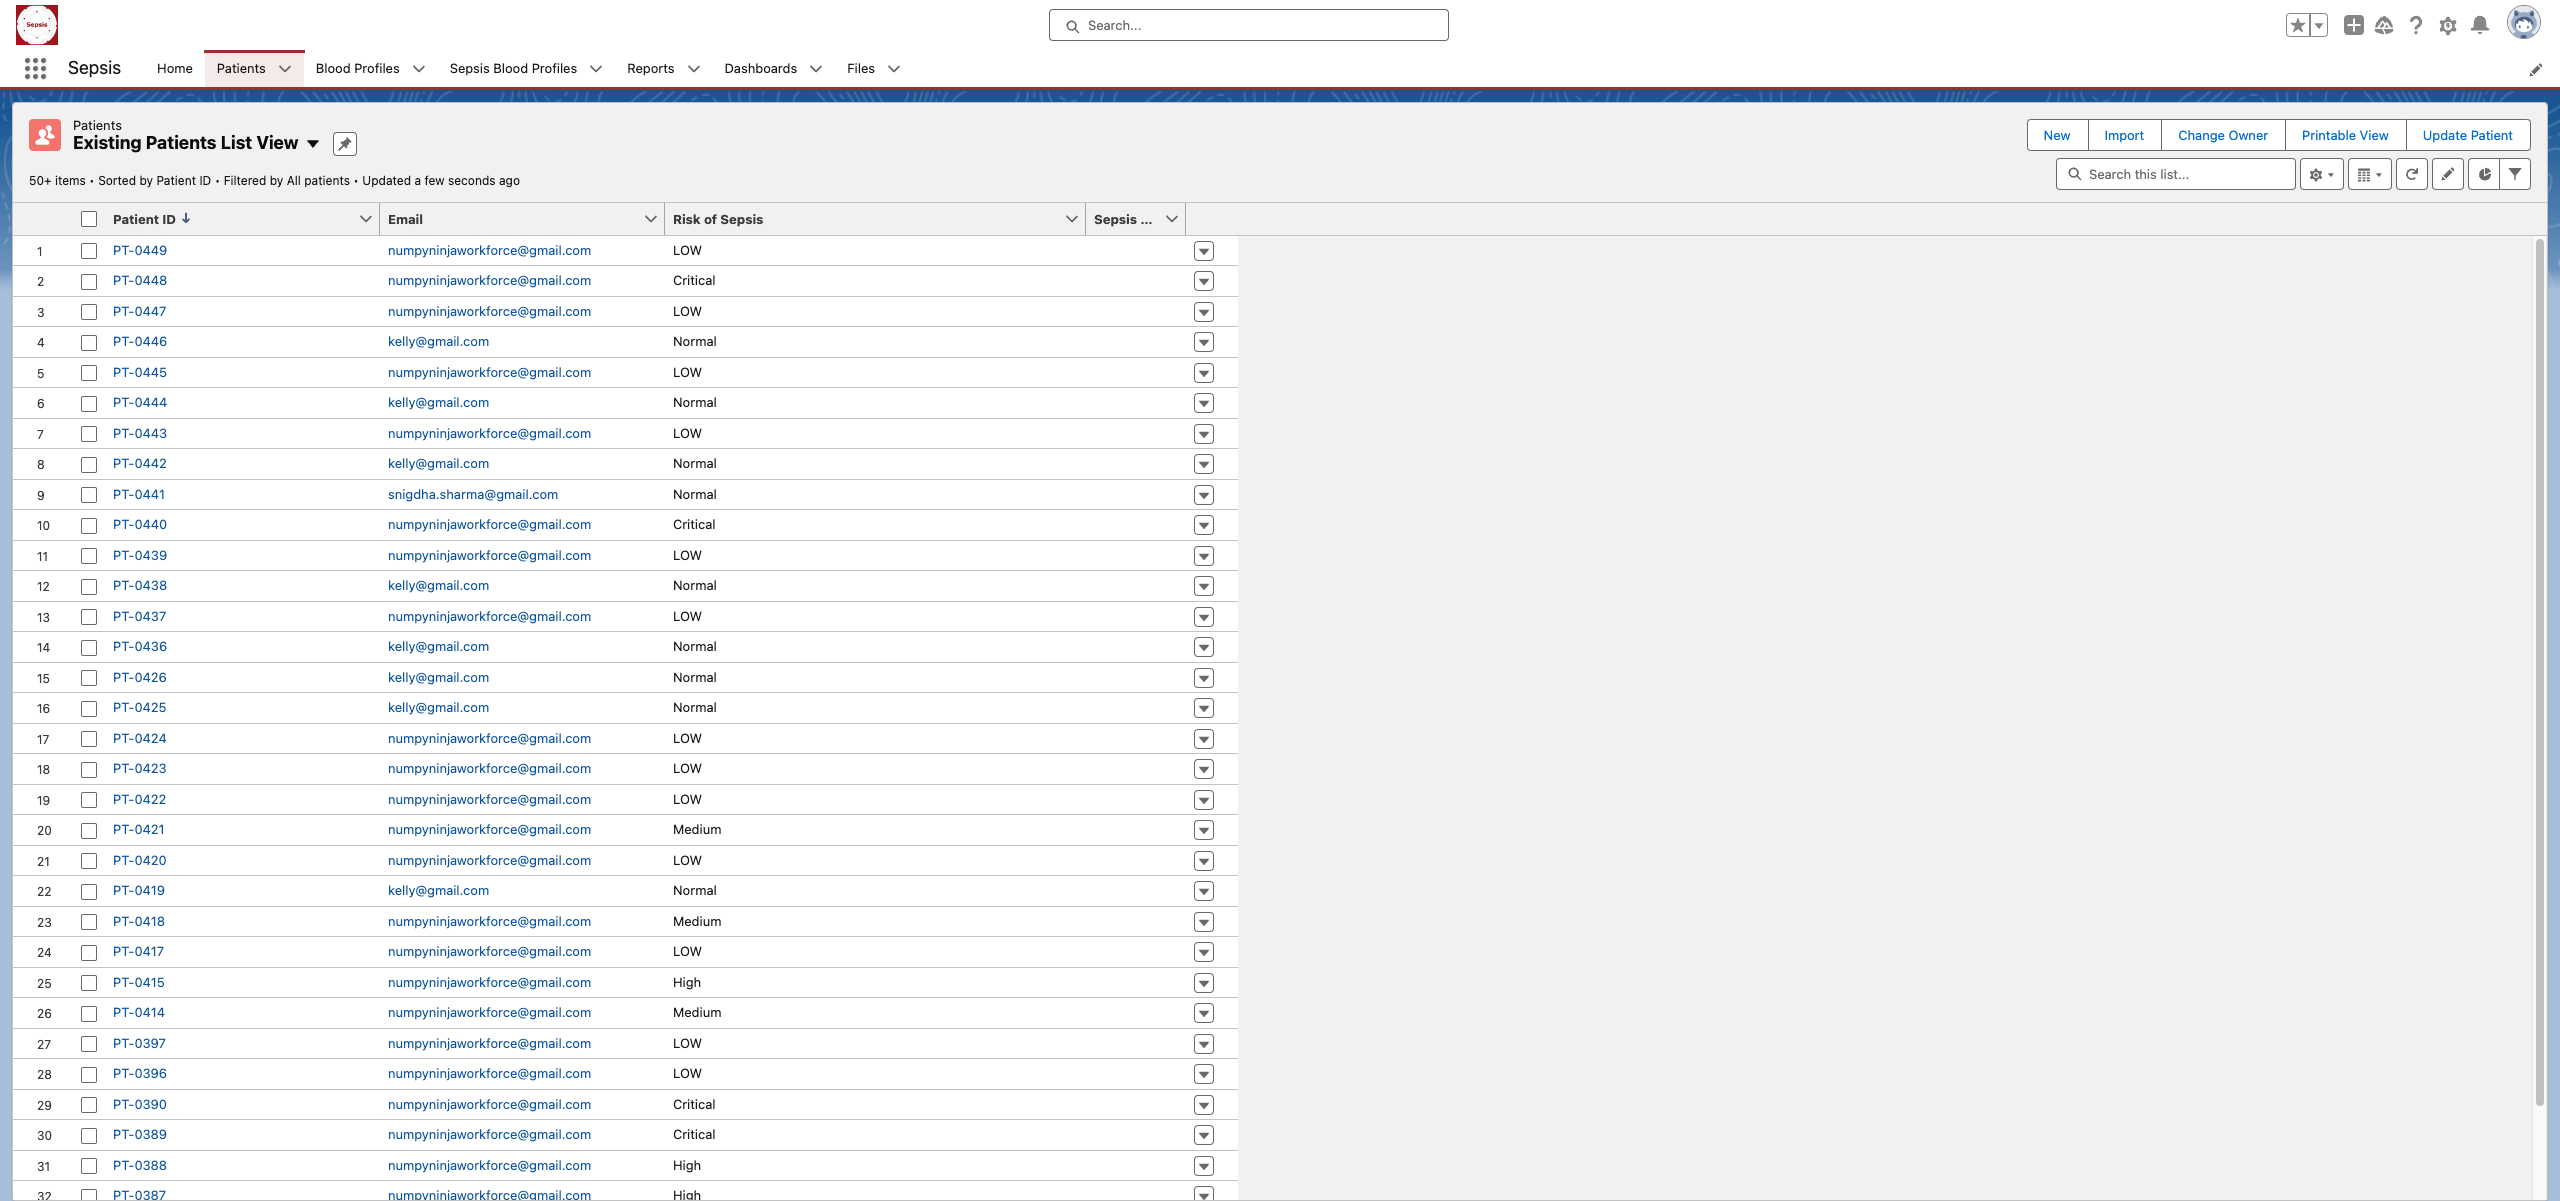 Sepsis
Search...
Sepsis Home Patients Blood Profiles Sepsis Blood Profiles Reports Dashboards Files
Patients
Existing Patients List View
New Import Change Owner Printable View Update Patient
50+ items • Sorted by Patient ID • Filtered by All patients • Updated a few seconds ago
Search this list...
Patient ID Email Risk of Sepsis Sepsis ...
1 PT-0449 numpyninjaworkforce@gmail.com LOW
2 PT-0448 numpyninjaworkforce@gmail.com Critical
3 PT-0447 numpyninjaworkforce@gmail.com LOW
4 PT-0446 kelly@gmail.com Normal
5 PT-0445 numpyninjaworkforce@gmail.com LOW
6 PT-0444 kelly@gmail.com Normal
7 PT-0443 numpyninjaworkforce@gmail.com LOW
8 PT-0442 kelly@gmail.com Normal
9 PT-0441 snigdha.sharma@gmail.com Normal
10 PT-0440 numpyninjaworkforce@gmail.com Critical
11 PT-0439 numpyninjaworkforce@gmail.com LOW
12 PT-0438 kelly@gmail.com Normal
13 PT-0437 numpyninjaworkforce@gmail.com LOW
14 PT-0436 kelly@gmail.com Normal
15 PT-0426 kelly@gmail.com Normal
16 PT-0425 kelly@gmail.com Normal
17 PT-0424 numpyninjaworkforce@gmail.com LOW
18 PT-0423 numpyninjaworkforce@gmail.com LOW
19 PT-0422 numpyninjaworkforce@gmail.com LOW
20 PT-0421 numpyninjaworkforce@gmail.com Medium
21 PT-0420 numpyninjaworkforce@gmail.com LOW
22 PT-0419 kelly@gmail.com Normal
23 PT-0418 numpyninjaworkforce@gmail.com Medium
24 PT-0417 numpyninjaworkforce@gmail.com LOW
25 PT-0415 numpyninjaworkforce@gmail.com High
26 PT-0414 numpyninjaworkforce@gmail.com Medium
27 PT-0397 numpyninjaworkforce@gmail.com LOW
28 PT-0396 numpyninjaworkforce@gmail.com LOW
29 PT-0390 numpyninjaworkforce@gmail.com Critical
30 PT-0389 numpyninjaworkforce@gmail.com Critical
31 PT-0388 numpyninjaworkforce@gmail.com High
32 PT-0387 numpyninjaworkforce@gmail.com High